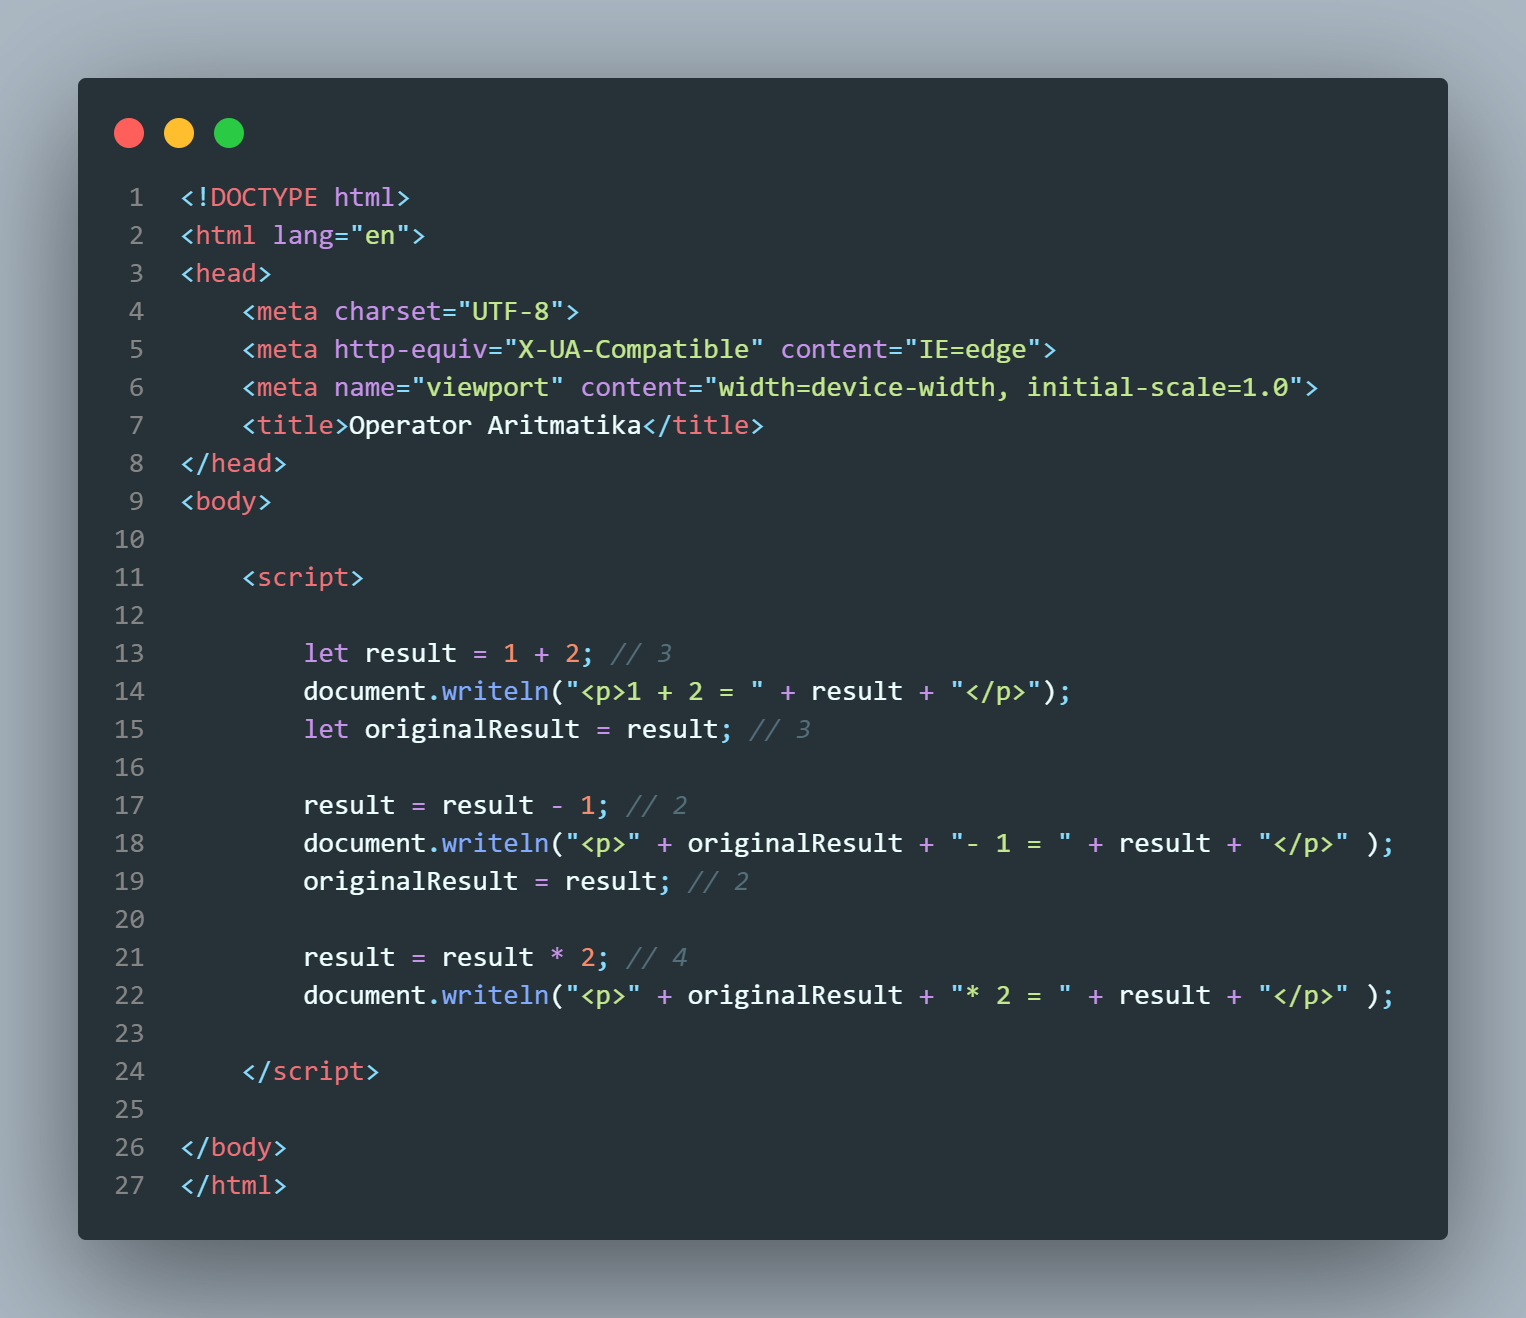 1 <!DOCTYPE html>
2 <html lang="en">
3 <head>
4     <meta charset="UTF-8">
5     <meta http-equiv="X-UA-Compatible" content="IE=edge">
6     <meta name="viewport" content="width=device-width, initial-scale=1.0">
7     <title>Operator Aritmatika</title>
8 </head>
9 <body>
10
11     <script>
12
13         let result = 1 + 2; // 3
14         document.writeln("<p>1 + 2 = " + result + "</p>");
15         let originalResult = result; // 3
16
17         result = result - 1; // 2
18         document.writeln("<p>" + originalResult + "- 1 = " + result + "</p>" );
19         originalResult = result; // 2
20
21         result = result * 2; // 4
22         document.writeln("<p>" + originalResult + "* 2 = " + result + "</p>" );
23
24     </script>
25
26 </body>
27 </html>